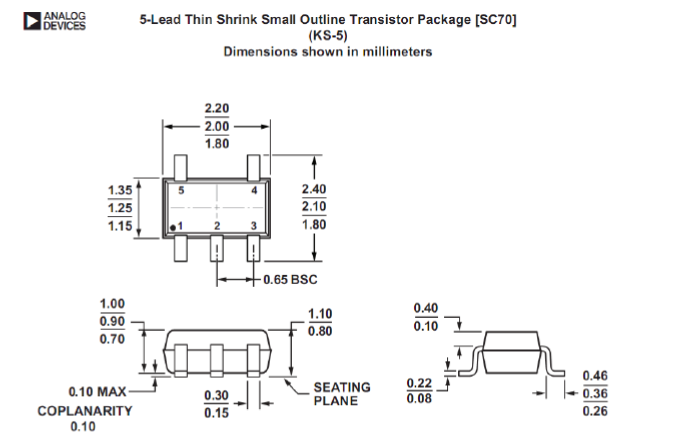 ANALOG
DEVICES
5-Lead Thin Shrink Small Outline Transistor Package [SC70]
(KS-5)
Dimensions shown in millimeters
2.20
2.00
1.80
1.35
1.25
1.15
5
4
1
2
3
2.40
2.10
1.80
0.65 BSC
1.00
0.90
0.70
1.10
0.80
0.40
0.10
0.10 MAX
COPLANARITY
0.10
0.30
0.15
SEATING
PLANE
0.22
0.08
0.46
0.36
0.26